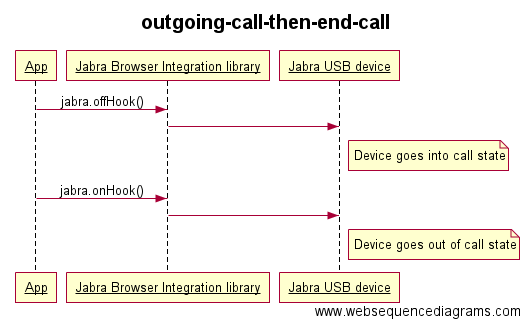 outgoing-call-then-end-call
App
Jabra Browser Integration library
Jabra USB device
jabra.offHook()
Device goes into call state
jabra.onHook()
Device goes out of call state
App
Jabra Browser Integration library
Jabra USB device
www.websequencediagrams.com